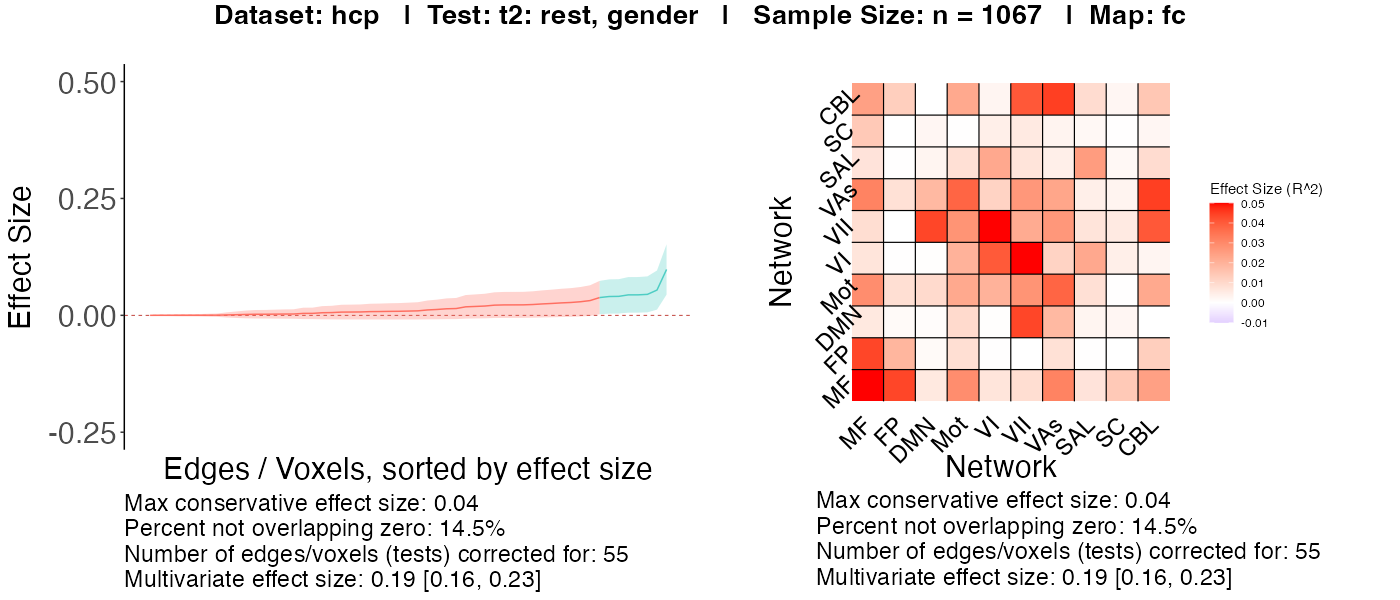 Dataset: hcp | Test: t2: rest, gender | Sample Size: n = 1067 | Map: fc
0.50
0.25
0.00
-0.25
Effect Size
Edges / Voxels, sorted by effect size
Max conservative effect size: 0.04
Percent not overlapping zero: 14.5%
Number of edges/voxels (tests) corrected for: 55
Multivariate effect size: 0.19 [0.16, 0.23]
Network
CBL
SC
SAL
VAs
VII
VI
Mot
DMN
FP
MF
MF
FP
DMN
Mot
VI
VII
VAs
SAL
SC
CBL
Network
Effect Size (R^2)
0.05
0.04
0.03
0.02
0.01
0.00
-0.01
Max conservative effect size: 0.04
Percent not overlapping zero: 14.5%
Number of edges/voxels (tests) corrected for: 55
Multivariate effect size: 0.19 [0.16, 0.23]